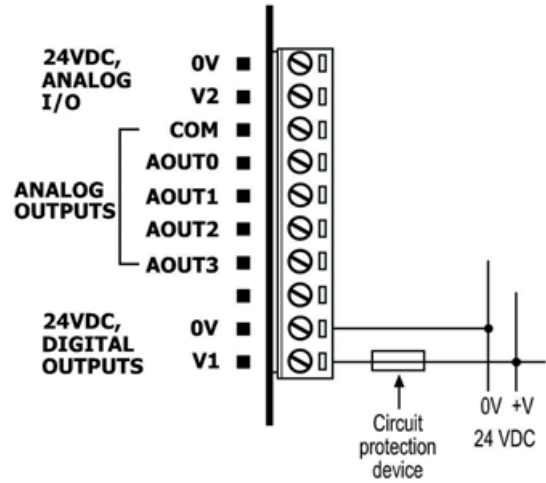 24VDC,
ANALOG
I/O
0V
V2
COM
AOUT0
ANALOG
OUTPUTS
AOUT1
AOUT2
AOUT3
24VDC,
DIGITAL
OUTPUTS
0V
V1
Circuit
protection
device
0V +V
24 VDC